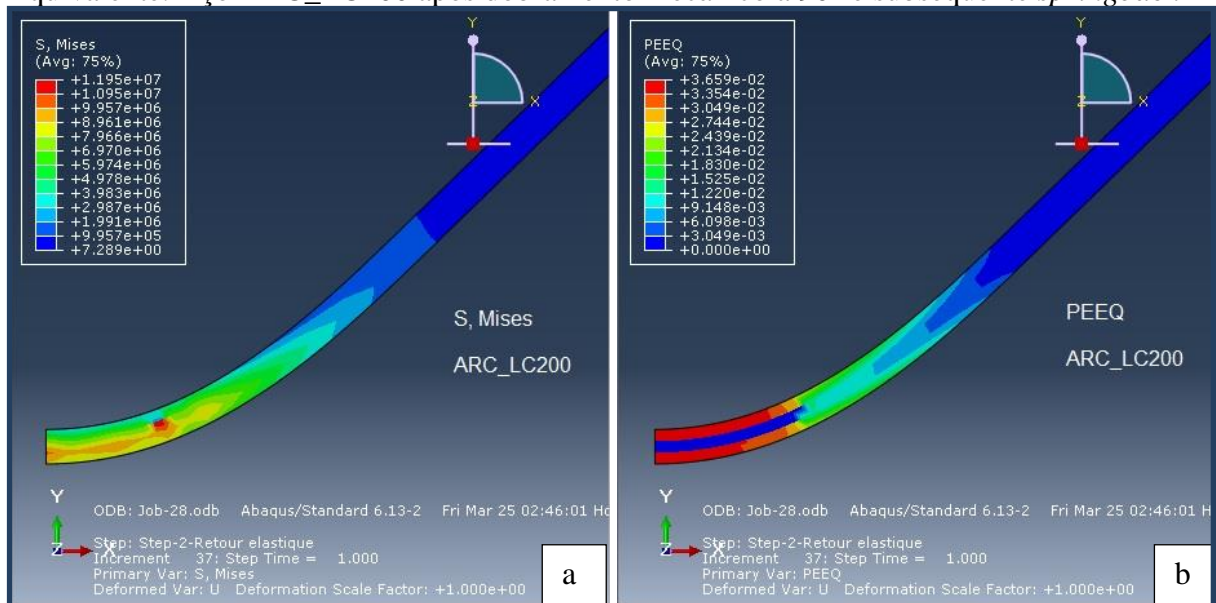 S, Mises
(Avg: 75%)
+1.195e+07
+1.095e+07
+9.957e+06
+8.961e+06
+7.966e+06
+6.970e+06
+5.974e+06
+4.978e+06
+3.983e+06
+2.987e+06
+1.991e+06
+9.957e+05
+7.289e+00
Y
Z
X
S, Mises
ARC_LC200
Y
Z
X
ODB: Job-28.odb Abaqus/Standard 6.13-2 Fri Mar 25 02:46:01
Step: Step-2-Retour elastique
Increment 37: Step Time = 1.000
Primary Var: S, Mises
Deformed Var: U Deformation Scale Factor: +1.000e+00
a
PEEQ
(Avg: 75%)
+3.659e-02
+3.354e-02
+3.049e-02
+2.744e-02
+2.439e-02
+2.134e-02
+1.830e-02
+1.525e-02
+1.220e-02
+9.148e-03
+6.098e-03
+3.049e-03
+0.000e+00
Y
Z
X
PEEQ
ARC_LC200
Y
Z
X
ODB: Job-28.odb Abaqus/Standard 6.13-2 Fri Mar 25 02:46:01
Step: Step-2-Retour elastique
Increment 37: Step Time = 1.000
Primary Var: PEEQ
Deformed Var: U Deformation Scale Factor: +1.000e+00
b